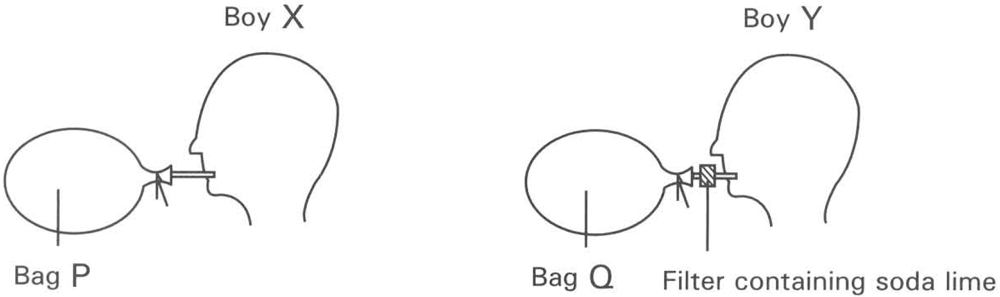 Boy X
Boy Y
Bag P
Bag Q
Filter containing soda lime